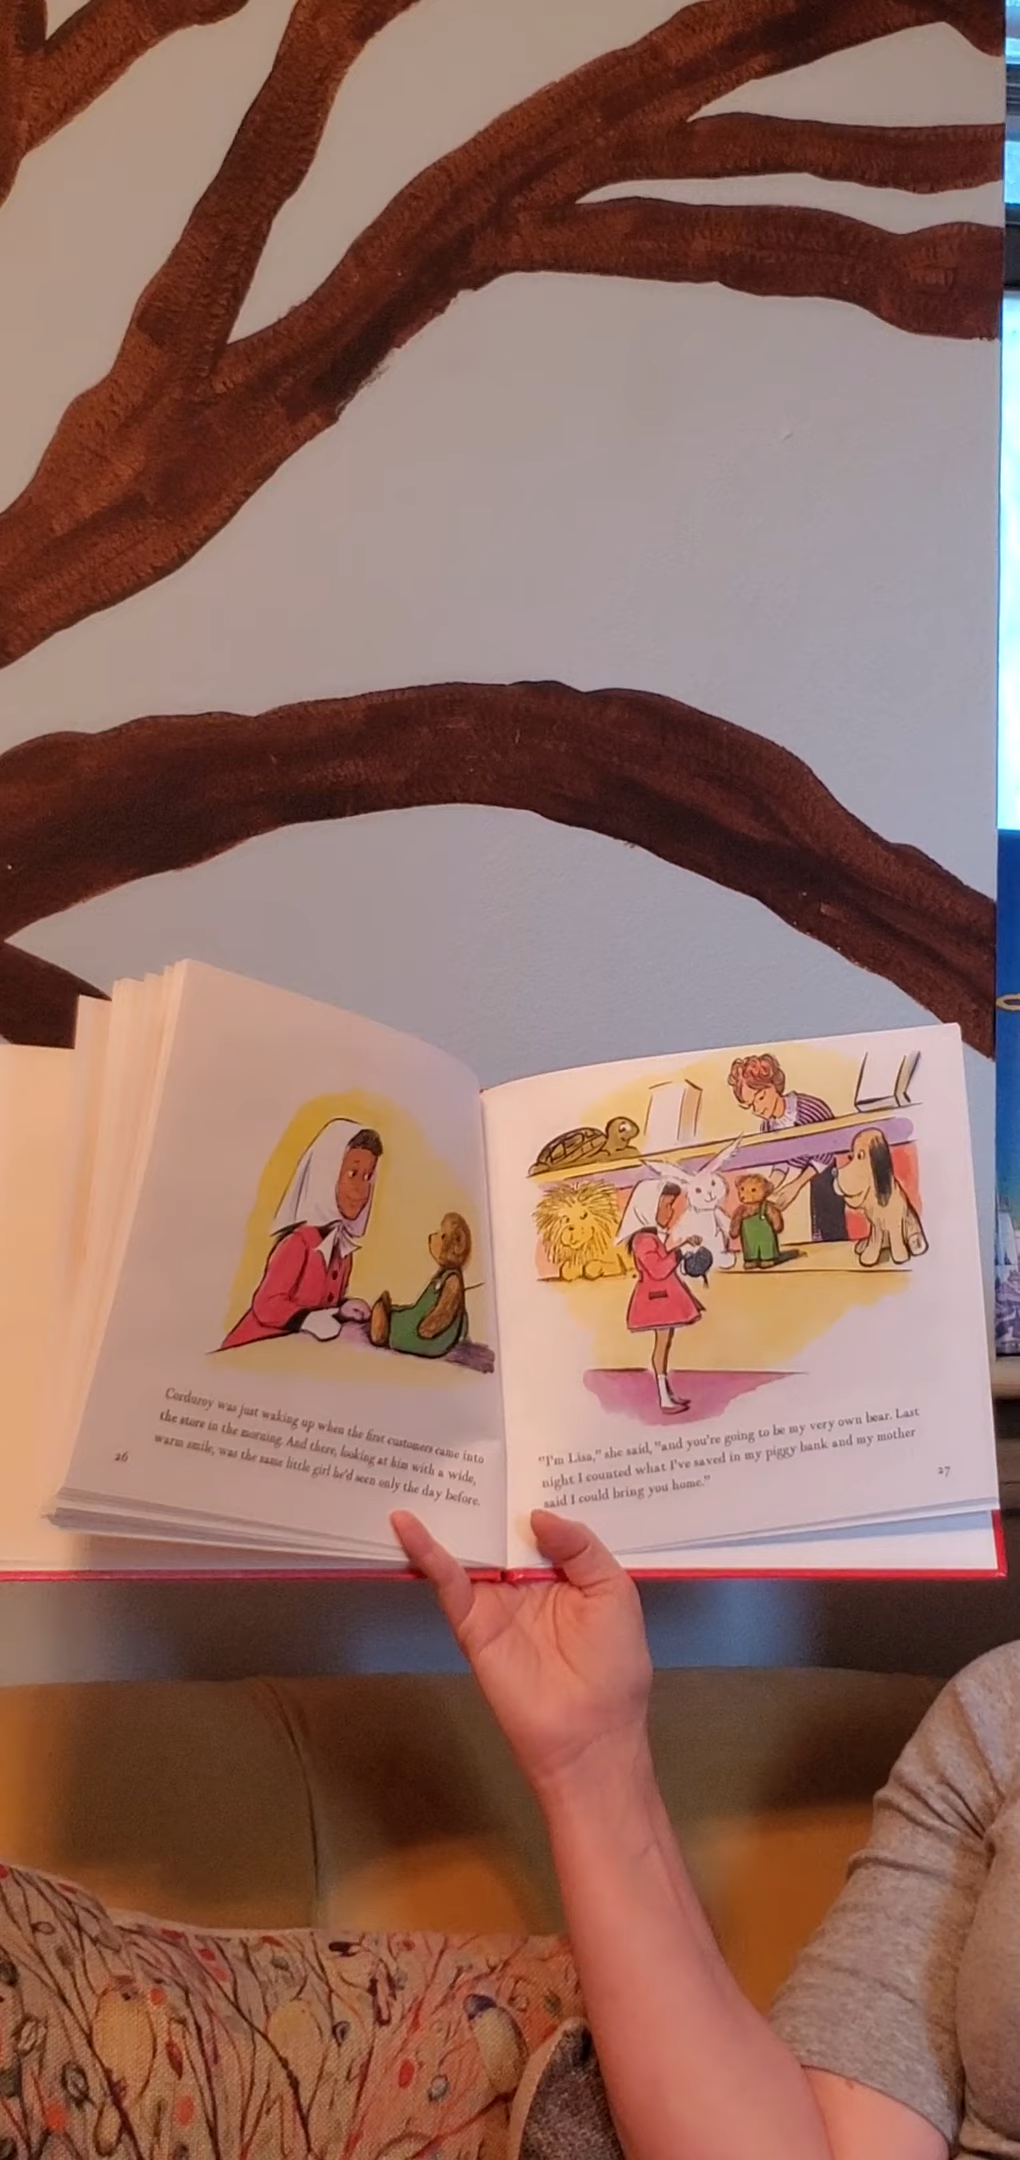 Corduroy was just waking up when the first customers came into
the store in the morning. And there, looking at him with a wide,
warm smile, was the same little girl he'd seen only the day before.
26
"I'm Lisa," she said, "and you're going to be my very own bear. Last
night I counted what I've saved in my piggy bank and my mother
said I could bring you home."
27